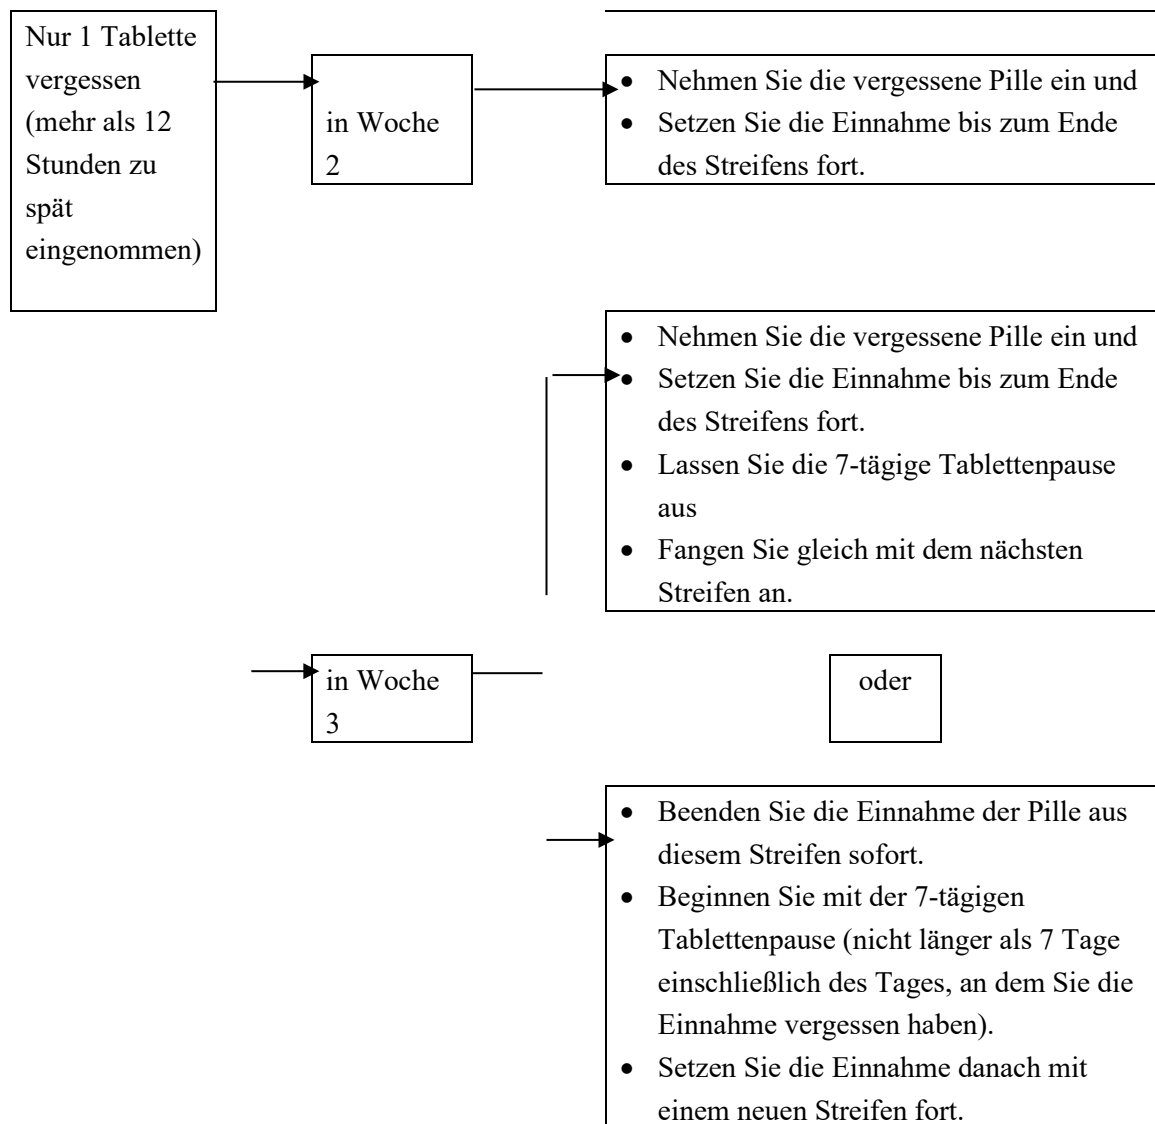 Nur 1 Tablette
vergessen
(mehr als 12
Stunden zu
spät
eingenommen)
in Woche
2
• Nehmen Sie die vergessene Pille ein und
• Setzen Sie die Einnahme bis zum Ende
des Streifens fort.
• Nehmen Sie die vergessene Pille ein und
• Setzen Sie die Einnahme bis zum Ende
des Streifens fort.
• Lassen Sie die 7-tägige Tablettenpause
aus
• Fangen Sie gleich mit dem nächsten
Streifen an.
in Woche
3
oder
• Beenden Sie die Einnahme der Pille aus
diesem Streifen sofort.
• Beginnen Sie mit der 7-tägigen
Tablettenpause (nicht länger als 7 Tage
einschließlich des Tages, an dem Sie die
Einnahme vergessen haben).
• Setzen Sie die Einnahme danach mit
einem neuen Streifen fort.